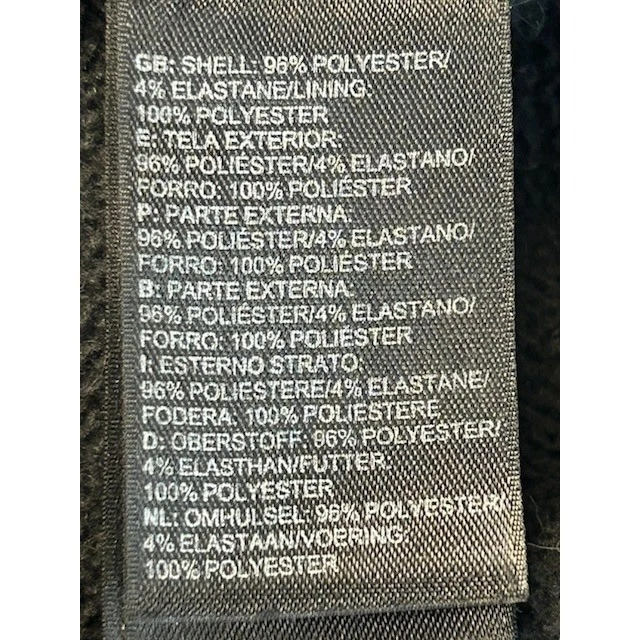 GB: SHELL: 96% POLYESTER/
4% ELASTANE/LINING:
100% POLYESTER
E: TELA EXTERIOR:
96% POLIÉSTER/4% ELASTANO/
FORRO: 100% POLIÉSTER
P: PARTE EXTERNA:
96% POLIÉSTER/4% ELASTANO/
FORRO: 100% POLIÉSTER
B: PARTE EXTERNA:
96% POLIÉSTER/4% ELASTANO/
FORRO: 100% POLIÉSTER
I: ESTERNO STRATO:
96% POLIESTERE/4% ELASTANE/
FODERA: 100% POLIESTERE
D: OBERSTOFF: 96% POLYESTER/
4% ELASTHAN/FUTTER:
100% POLYESTER
NL: OMHULSEL: 96% POLYESTER/
4% ELASTAAN/VOERING:
100% POLYESTER